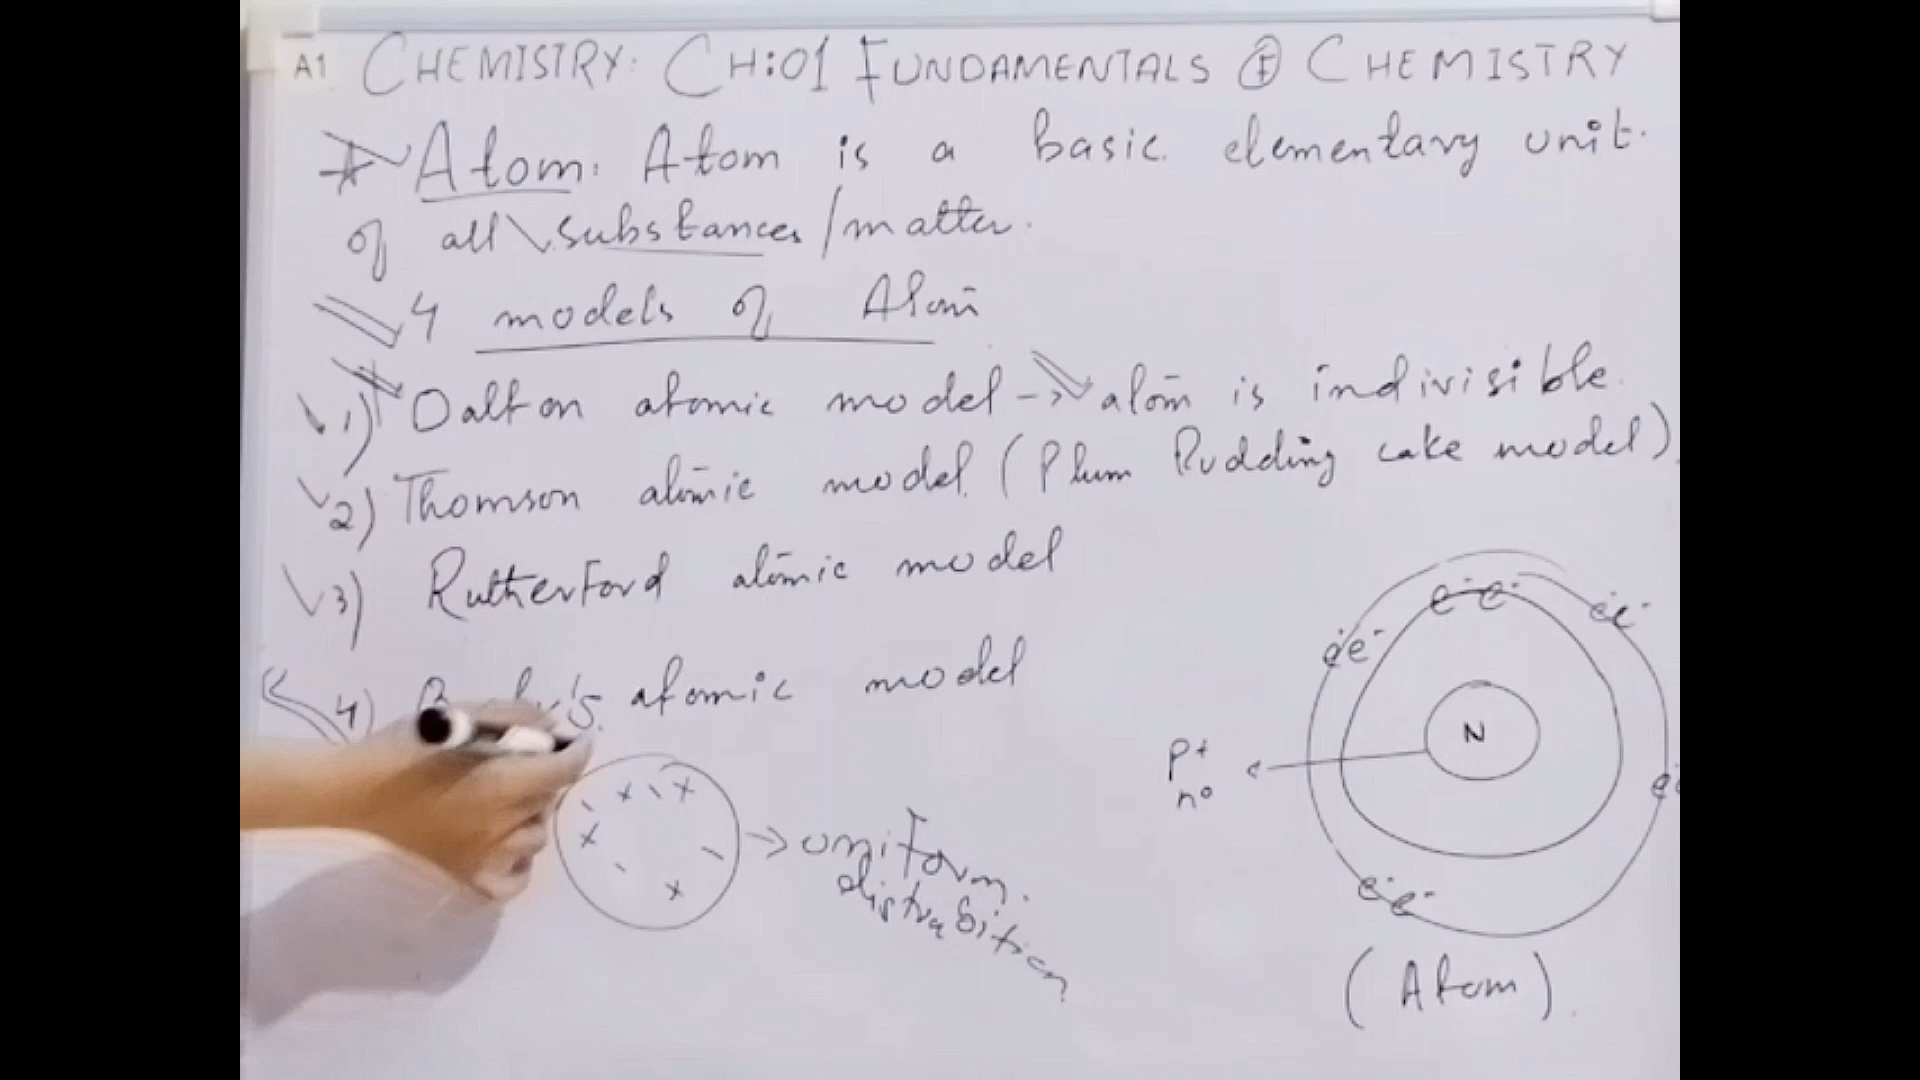 A1 CHEMISTRY: CH:01 FUNDAMENTALS OF CHEMISTRY
Atom. Atom is a basic elementary unit
of all substances/matter.
4 models of Atom
1) Dalton atomic model -> atom is indivisible
2) Thomson atomic model (Plum Pudding cake model)
3) Rutherford atomic model
4) atomic model
+ +
+
+
-> uniform
distrabition
e- e-
e-
e-
e-
e-
N
p+
n°
e
e-
e-
(Atom)